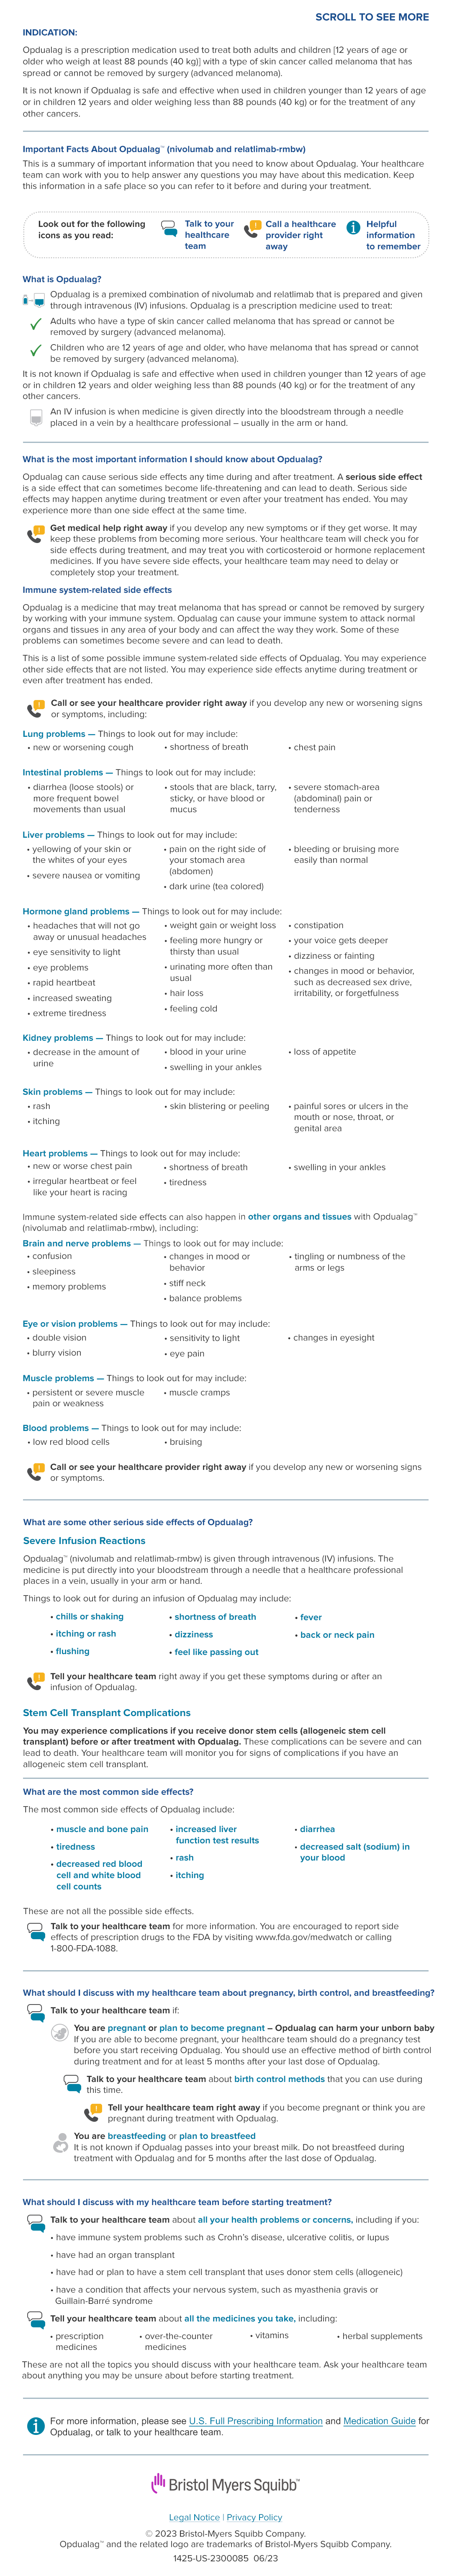 SCROLL TO SEE MORE
INDICATION:
Opdualag is a prescription medication used to treat both adults and children [12 years of age or
older who weigh at least 88 pounds (40 kg)] with a type of skin cancer called melanoma that has
spread or cannot be removed by surgery (advanced melanoma).
It is not known if Opdualag is safe and effective when used in children younger than 12 years of age
or in children 12 years and older weighing less than 88 pounds (40 kg) or for the treatment of any
other cancers.
Important Facts About Opdualag™ (nivolumab and relatlimab-rmbw)
This is a summary of important information that you need to know about Opdualag. Your healthcare
team can work with you to help answer any questions you may have about this medication. Keep
this information in a safe place so you can refer to it before and during your treatment.
Look out for the following
icons as you read:
Talk to your
healthcare
team
Call a healthcare
provider right
away
Helpful
information
to remember
What is Opdualag?
Opdualag is a premixed combination of nivolumab and relatlimab that is prepared and given
through intravenous (IV) infusions. Opdualag is a prescription medicine used to treat:
Adults who have a type of skin cancer called melanoma that has spread or cannot be
removed by surgery (advanced melanoma).
Children who are 12 years of age and older, who have melanoma that has spread or cannot
be removed by surgery (advanced melanoma).
It is not known if Opdualag is safe and effective when used in children younger than 12 years of age
or in children 12 years and older weighing less than 88 pounds (40 kg) or for the treatment of any
other cancers.
An IV infusion is when medicine is given directly into the bloodstream through a needle
placed in a vein by a healthcare professional – usually in the arm or hand.
What is the most important information I should know about Opdualag?
Opdualag can cause serious side effects any time during and after treatment. A serious side effect
is a side effect that can sometimes become life-threatening and can lead to death. Serious side
effects may happen anytime during treatment or even after your treatment has ended. You may
experience more than one side effect at the same time.
Get medical help right away if you develop any new symptoms or if they get worse. It may
keep these problems from becoming more serious. Your healthcare team will check you for
side effects during treatment, and may treat you with corticosteroid or hormone replacement
medicines. If you have severe side effects, your healthcare team may need to delay or
completely stop your treatment.
Immune system-related side effects
Opdualag is a medicine that may treat melanoma that has spread or cannot be removed by surgery
by working with your immune system. Opdualag can cause your immune system to attack normal
organs and tissues in any area of your body and can affect the way they work. Some of these
problems can sometimes become severe and can lead to death.
This is a list of some possible immune system-related side effects of Opdualag. You may experience
other side effects that are not listed. You may experience side effects anytime during treatment or
even after treatment has ended.
Call or see your healthcare provider right away if you develop any new or worsening signs
or symptoms, including:
Lung problems — Things to look out for may include:
• new or worsening cough
• shortness of breath
• chest pain
Intestinal problems — Things to look out for may include:
• diarrhea (loose stools) or
more frequent bowel
movements than usual
• stools that are black, tarry,
sticky, or have blood or
mucus
• severe stomach-area
(abdominal) pain or
tenderness
Liver problems — Things to look out for may include:
• yellowing of your skin or
the whites of your eyes
• severe nausea or vomiting
• pain on the right side of
your stomach area
(abdomen)
• dark urine (tea colored)
• bleeding or bruising more
easily than normal
Hormone gland problems — Things to look out for may include:
• headaches that will not go
away or unusual headaches
• eye sensitivity to light
• eye problems
• rapid heartbeat
• increased sweating
• extreme tiredness
• weight gain or weight loss
• feeling more hungry or
thirsty than usual
• urinating more often than
usual
• hair loss
• feeling cold
• constipation
• your voice gets deeper
• dizziness or fainting
• changes in mood or behavior,
such as decreased sex drive,
irritability, or forgetfulness
Kidney problems — Things to look out for may include:
• decrease in the amount of
urine
• blood in your urine
• swelling in your ankles
• loss of appetite
Skin problems — Things to look out for may include:
• rash
• itching
• skin blistering or peeling
• painful sores or ulcers in the
mouth or nose, throat, or
genital area
Heart problems — Things to look out for may include:
• new or worse chest pain
• irregular heartbeat or feel
like your heart is racing
• shortness of breath
• tiredness
• swelling in your ankles
Immune system-related side effects can also happen in other organs and tissues with Opdualag™
(nivolumab and relatlimab-rmbw), including:
Brain and nerve problems — Things to look out for may include:
• confusion
• sleepiness
• memory problems
• changes in mood or
behavior
• stiff neck
• balance problems
• tingling or numbness of the
arms or legs
Eye or vision problems — Things to look out for may include:
• double vision
• blurry vision
• sensitivity to light
• eye pain
• changes in eyesight
Muscle problems — Things to look out for may include:
• persistent or severe muscle
pain or weakness
• muscle cramps
Blood problems — Things to look out for may include:
• low red blood cells
• bruising
Call or see your healthcare provider right away if you develop any new or worsening signs
or symptoms.
What are some other serious side effects of Opdualag?
Severe Infusion Reactions
Opdualag™ (nivolumab and relatlimab-rmbw) is given through intravenous (IV) infusions. The
medicine is put directly into your bloodstream through a needle that a healthcare professional
places in a vein, usually in your arm or hand.
Things to look out for during an infusion of Opdualag may include:
• chills or shaking
• itching or rash
• flushing
• shortness of breath
• dizziness
• feel like passing out
• fever
• back or neck pain
Tell your healthcare team right away if you get these symptoms during or after an
infusion of Opdualag.
Stem Cell Transplant Complications
You may experience complications if you receive donor stem cells (allogeneic stem cell
transplant) before or after treatment with Opdualag. These complications can be severe and can
lead to death. Your healthcare team will monitor you for signs of complications if you have an
allogeneic stem cell transplant.
What are the most common side effects?
The most common side effects of Opdualag include:
• muscle and bone pain
• tiredness
• decreased red blood
cell and white blood
cell counts
• increased liver
function test results
• rash
• itching
• diarrhea
• decreased salt (sodium) in
your blood
These are not all the possible side effects.
Talk to your healthcare team for more information. You are encouraged to report side
effects of prescription drugs to the FDA by visiting www.fda.gov/medwatch or calling
1-800-FDA-1088.
What should I discuss with my healthcare team about pregnancy, birth control, and breastfeeding?
Talk to your healthcare team if:
You are pregnant or plan to become pregnant – Opdualag can harm your unborn baby
If you are able to become pregnant, your healthcare team should do a pregnancy test
before you start receiving Opdualag. You should use an effective method of birth control
during treatment and for at least 5 months after your last dose of Opdualag.
Talk to your healthcare team about birth control methods that you can use during
this time.
Tell your healthcare team right away if you become pregnant or think you are
pregnant during treatment with Opdualag.
You are breastfeeding or plan to breastfeed
It is not known if Opdualag passes into your breast milk. Do not breastfeed during
treatment with Opdualag and for 5 months after the last dose of Opdualag.
What should I discuss with my healthcare team before starting treatment?
Talk to your healthcare team about all your health problems or concerns, including if you:
• have immune system problems such as Crohn's disease, ulcerative colitis, or lupus
• have had an organ transplant
• have had or plan to have a stem cell transplant that uses donor stem cells (allogeneic)
• have a condition that affects your nervous system, such as myasthenia gravis or
Guillain-Barré syndrome
Tell your healthcare team about all the medicines you take, including:
• prescription
medicines
• over-the-counter
medicines
• vitamins
• herbal supplements
These are not all the topics you should discuss with your healthcare team. Ask your healthcare team
about anything you may be unsure about before starting treatment.
For more information, please see U.S. Full Prescribing Information and Medication Guide for
Opdualag, or talk to your healthcare team.
Bristol Myers Squibb™
Legal Notice | Privacy Policy
© 2023 Bristol-Myers Squibb Company.
Opdualag™ and the related logo are trademarks of Bristol-Myers Squibb Company.
1425-US-2300085 06/23